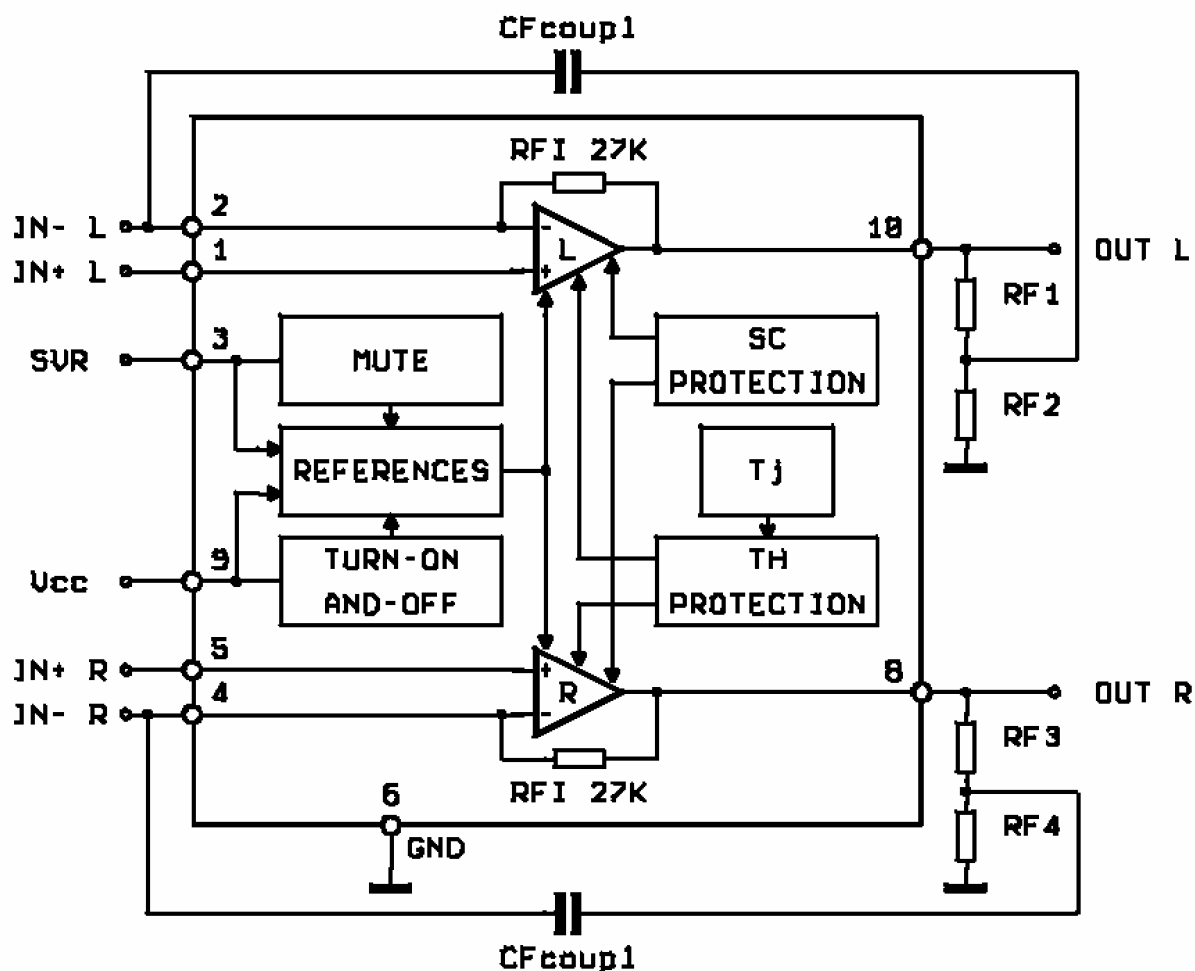 CFcoupl
RFI 27K
IN- L
2
-
L
10
OUT L
IN+ L
1
+
RF1
SVR
3
MUTE
SC
PROTECTION
RF2
REFERENCES
Tj
Vcc
9
TURN-ON
AND-OFF
TH
PROTECTION
IN+ R
5
+
8
OUT R
IN- R
4
-
R
RF3
RFI 27K
6
GND
RF4
CFcoupl